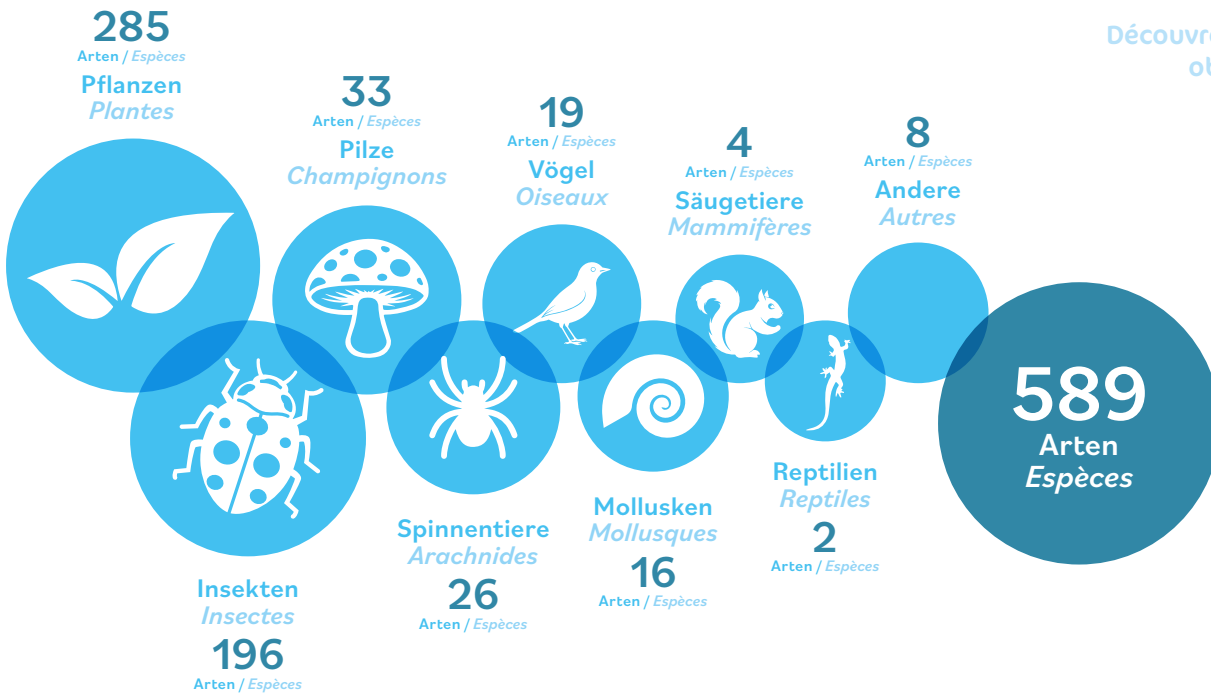 285
Arten / Espèces
Pflanzen
Plantes
33
Arten / Espèces
Pilze
Champignons
19
Arten / Espèces
Vögel
Oiseaux
4
Arten / Espèces
Säugetiere
Mammifères
8
Arten / Espèces
Andere
Autres
589
Arten
Espèces
Insekten
Insectes
196
Arten / Espèces
Spinnentiere
Arachnides
26
Arten / Espèces
Mollusken
Mollusques
16
Arten / Espèces
Reptilien
Reptiles
2
Arten / Espèces